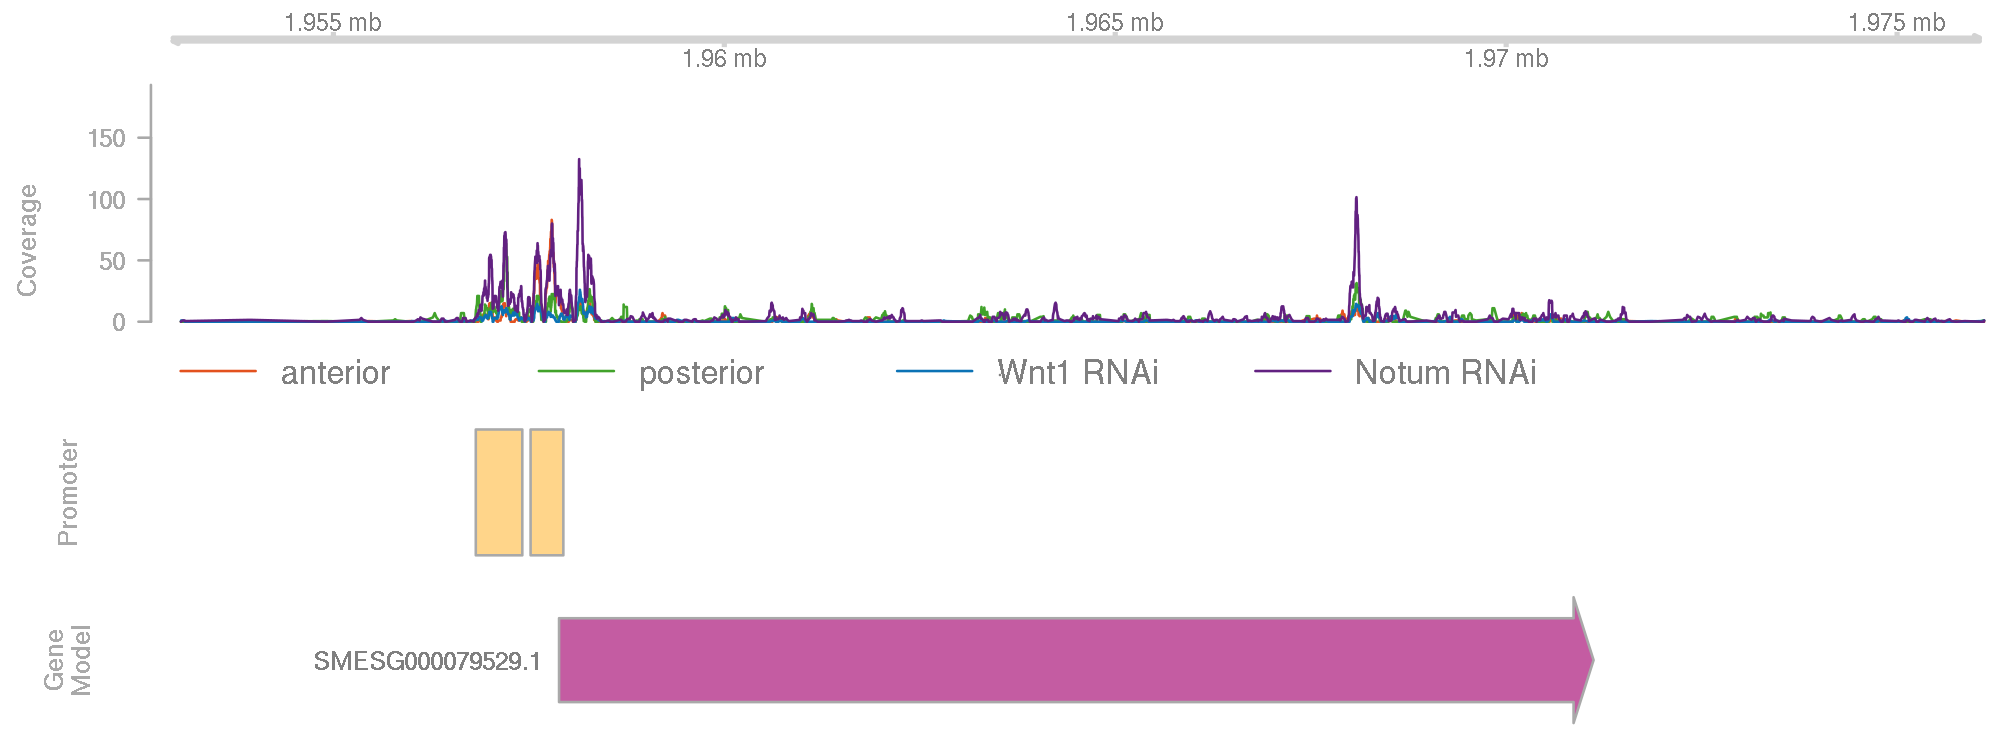 1.955 mb
1.965 mb
1.975 mb
1.96 mb
1.97 mb
Coverage
150
100
50
0
anterior
posterior
Wnt1 RNAi
Notum RNAi
Promoter
Gene
Model
SMESG000079529.1